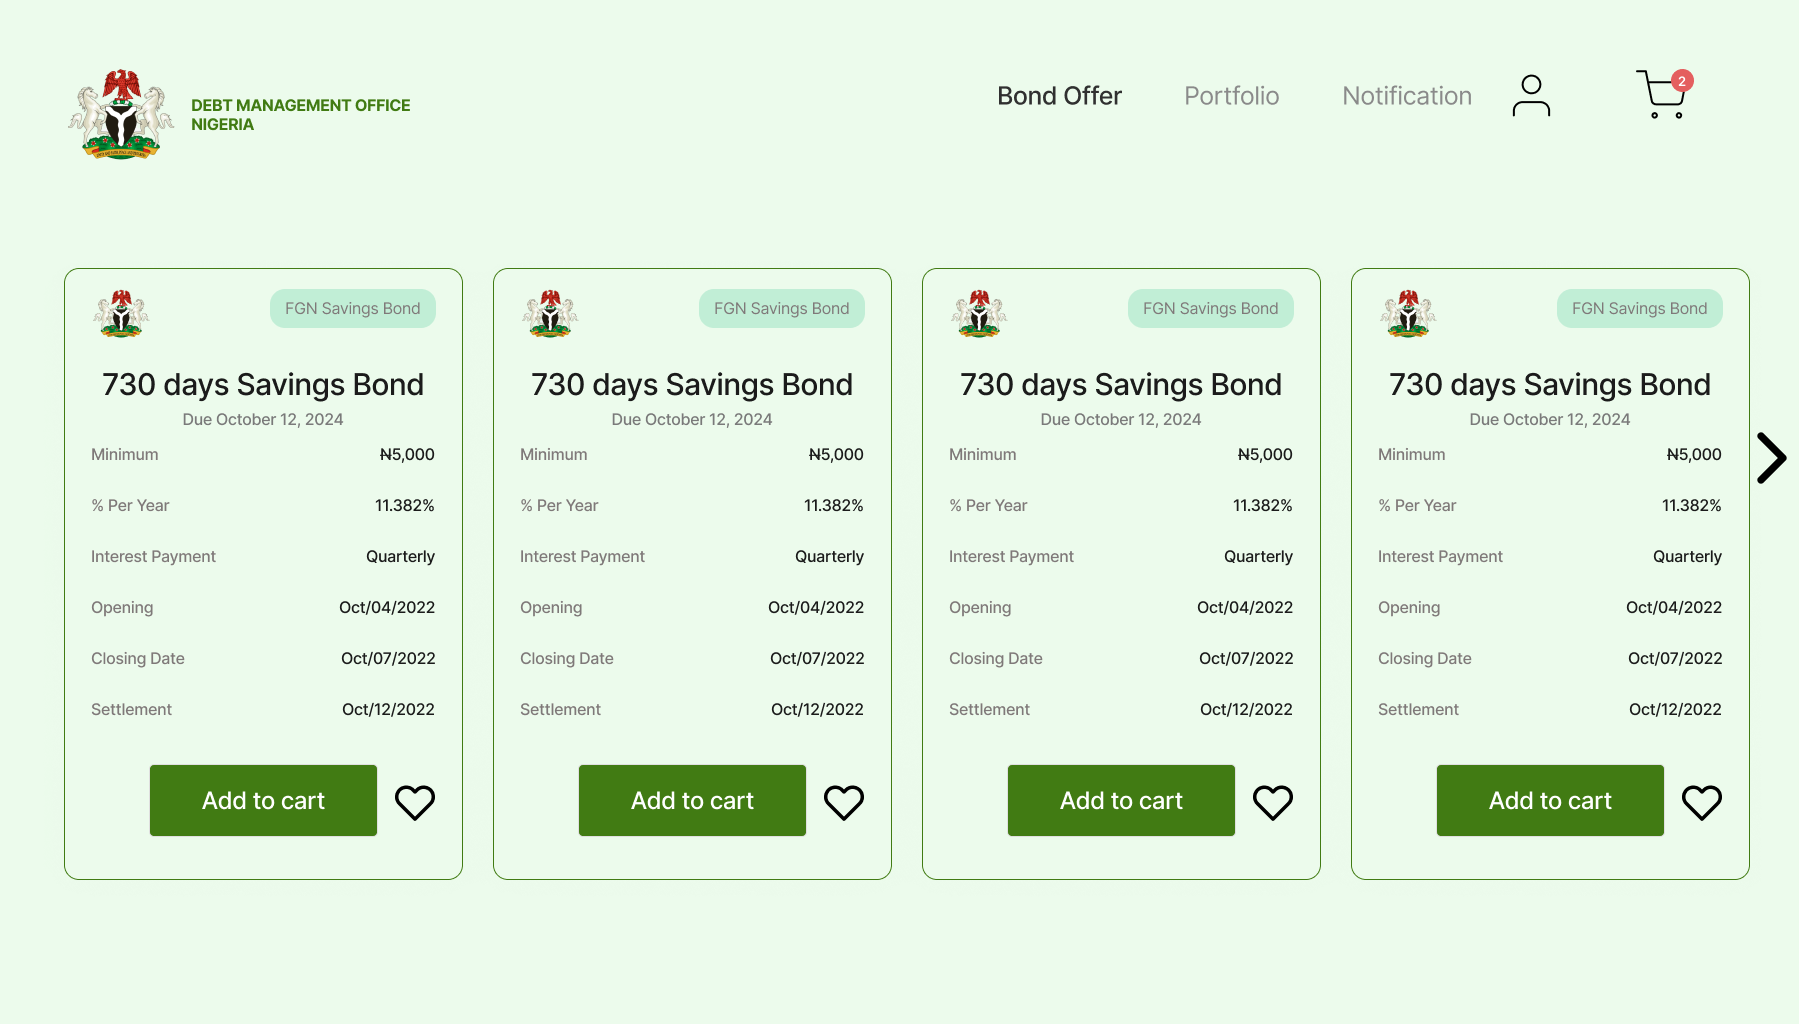 DEBT MANAGEMENT OFFICE
NIGERIA
Bond Offer
Portfolio
Notification
2
FGN Savings Bond
730 days Savings Bond
Due October 12, 2024
Minimum ₦5,000
% Per Year 11.382%
Interest Payment Quarterly
Opening Oct/04/2022
Closing Date Oct/07/2022
Settlement Oct/12/2022
Add to cart
FGN Savings Bond
730 days Savings Bond
Due October 12, 2024
Minimum ₦5,000
% Per Year 11.382%
Interest Payment Quarterly
Opening Oct/04/2022
Closing Date Oct/07/2022
Settlement Oct/12/2022
Add to cart
FGN Savings Bond
730 days Savings Bond
Due October 12, 2024
Minimum ₦5,000
% Per Year 11.382%
Interest Payment Quarterly
Opening Oct/04/2022
Closing Date Oct/07/2022
Settlement Oct/12/2022
Add to cart
FGN Savings Bond
730 days Savings Bond
Due October 12, 2024
Minimum ₦5,000
% Per Year 11.382%
Interest Payment Quarterly
Opening Oct/04/2022
Closing Date Oct/07/2022
Settlement Oct/12/2022
Add to cart